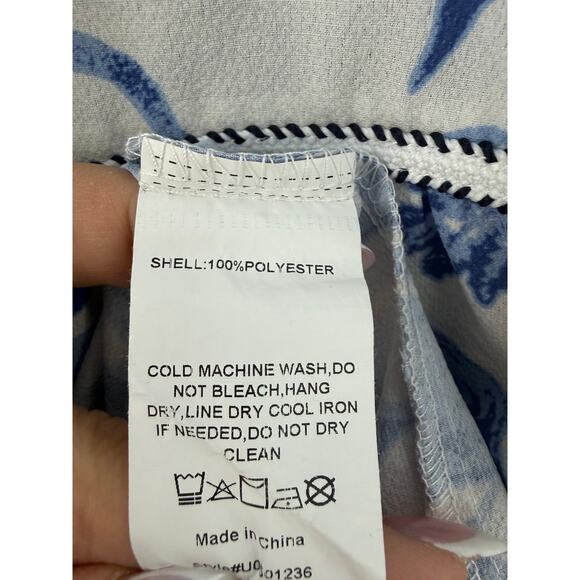 SHELL:100%POLYESTER
COLD MACHINE WASH,DO
NOT BLEACH,HANG
DRY,LINE DRY COOL IRON
IF NEEDED,DO NOT DRY
CLEAN
Made in China